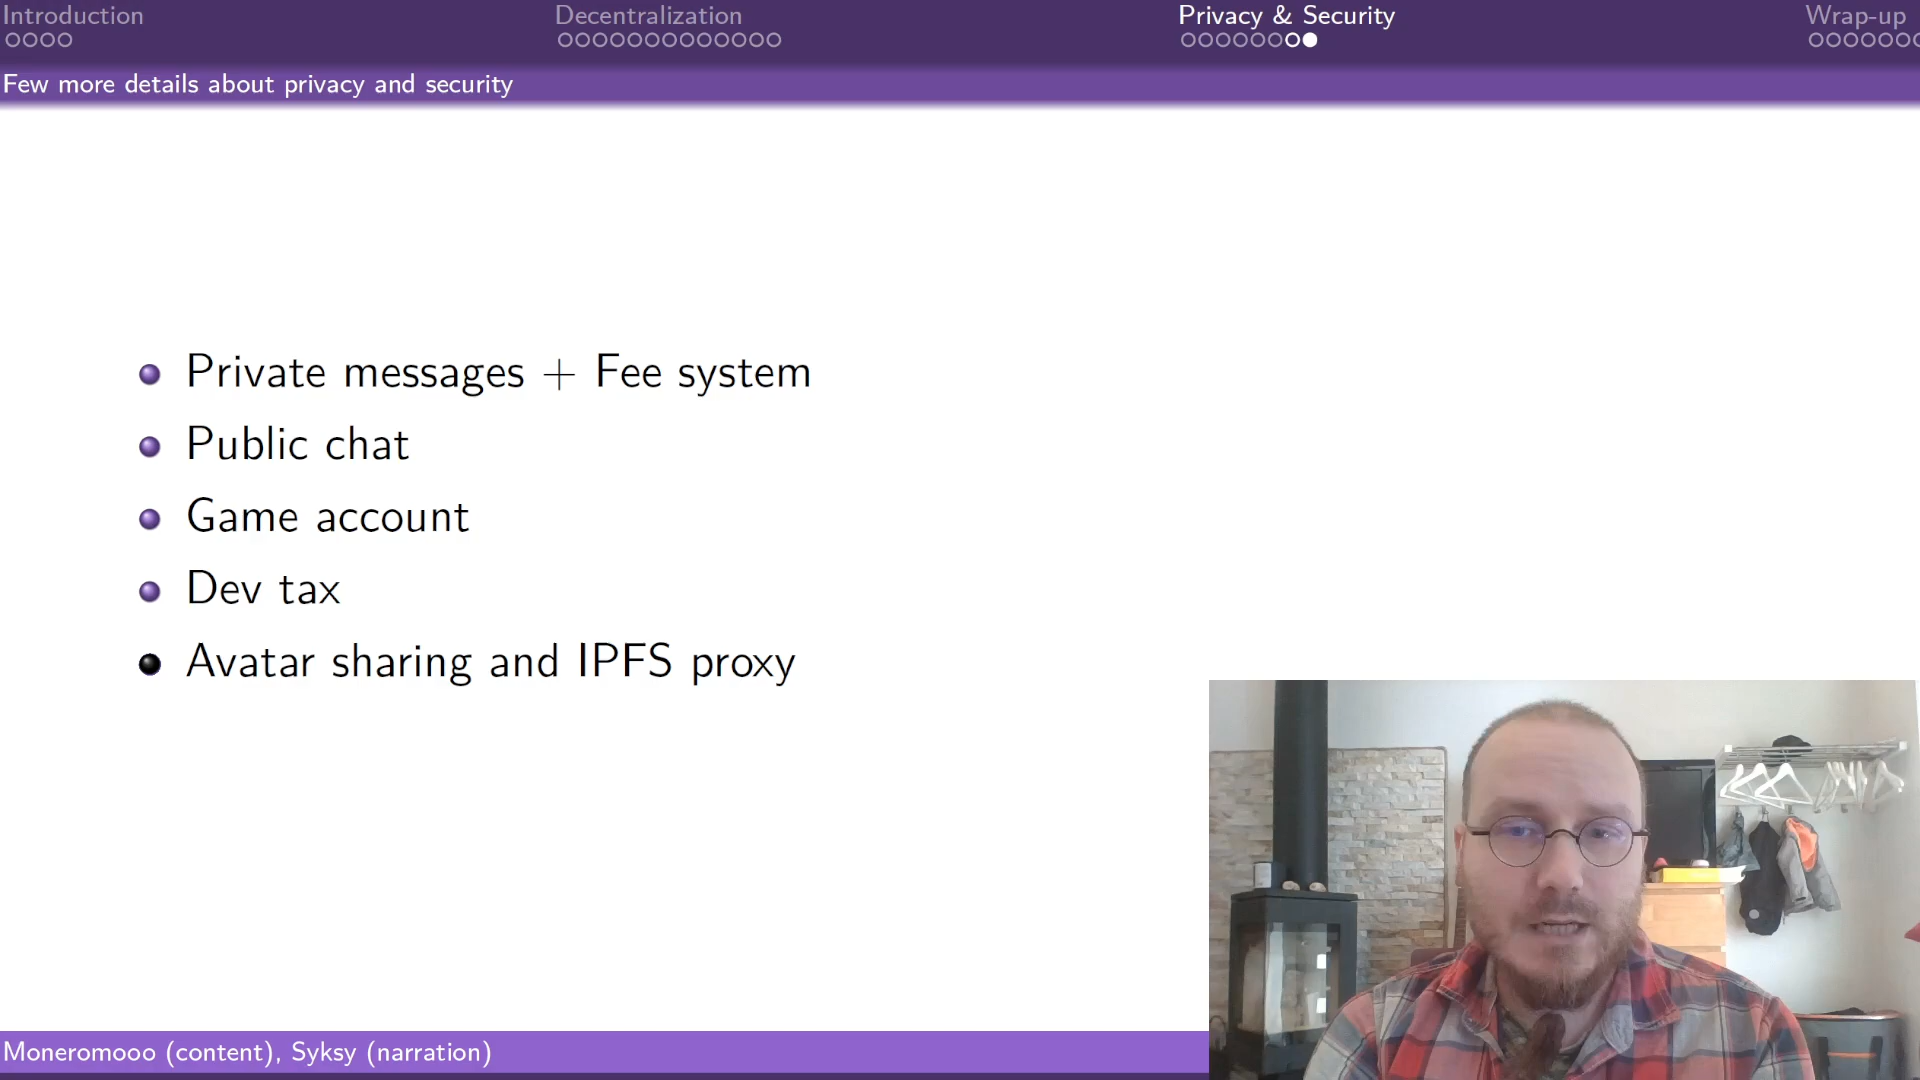 Introduction
Decentralization
Privacy & Security
Wrap-up
Few more details about privacy and security
Private messages + Fee system
Public chat
Game account
Dev tax
Avatar sharing and IPFS proxy
Moneromooo (content), Syksy (narration)